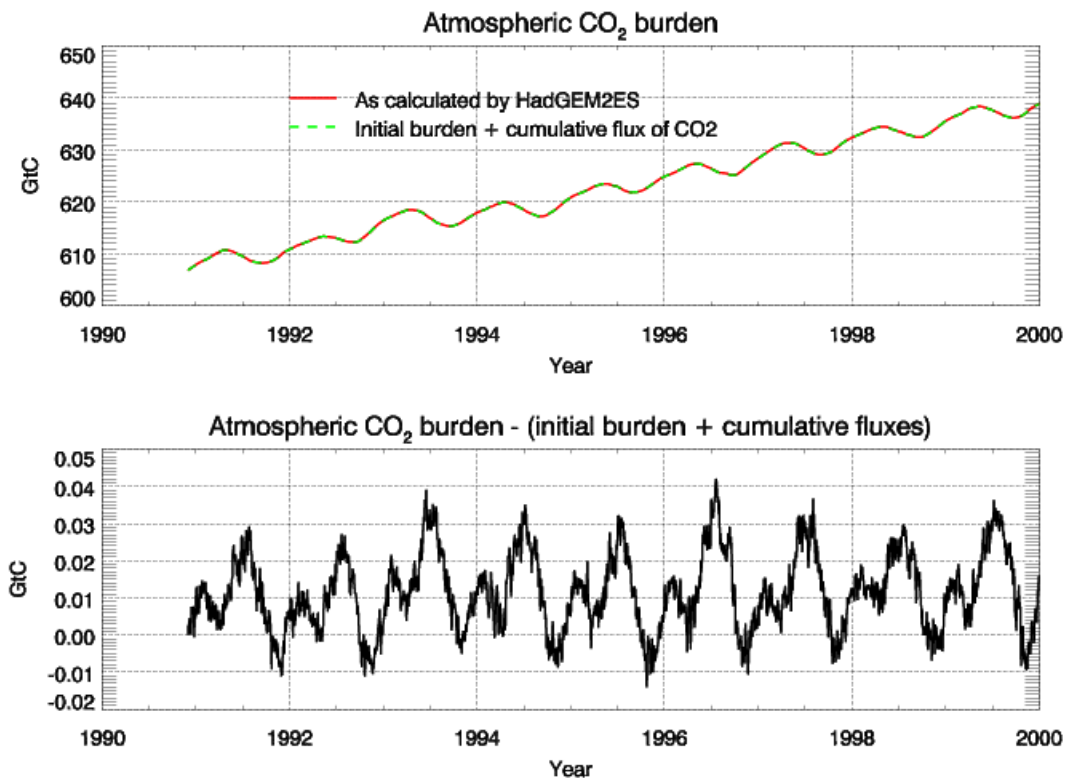 Atmospheric CO₂ burden
650
640
630
620
610
600
GtC
As calculated by HadGEM2ES
Initial burden + cumulative flux of CO2
1990 1992 1994 1996 1998 2000
Year
Atmospheric CO₂ burden - (initial burden + cumulative fluxes)
0.05
0.04
0.03
0.02
0.01
0.00
-0.01
-0.02
GtC
1990 1992 1994 1996 1998 2000
Year